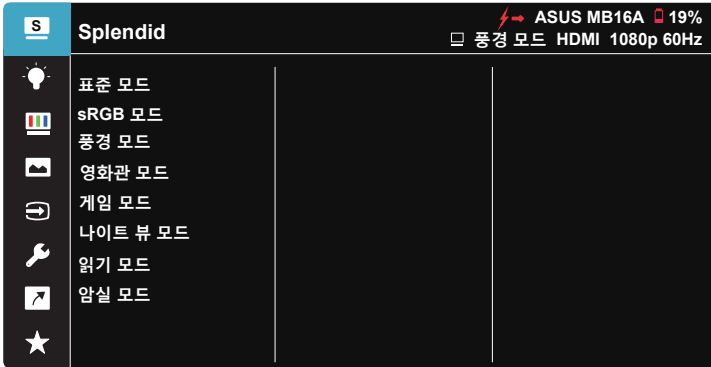 S
Splendid
ASUS MB16A 19%
풍경 모드 HDMI 1080p 60Hz
표준 모드
sRGB 모드
풍경 모드
영화관 모드
게임 모드
나이트 뷰 모드
읽기 모드
암실 모드